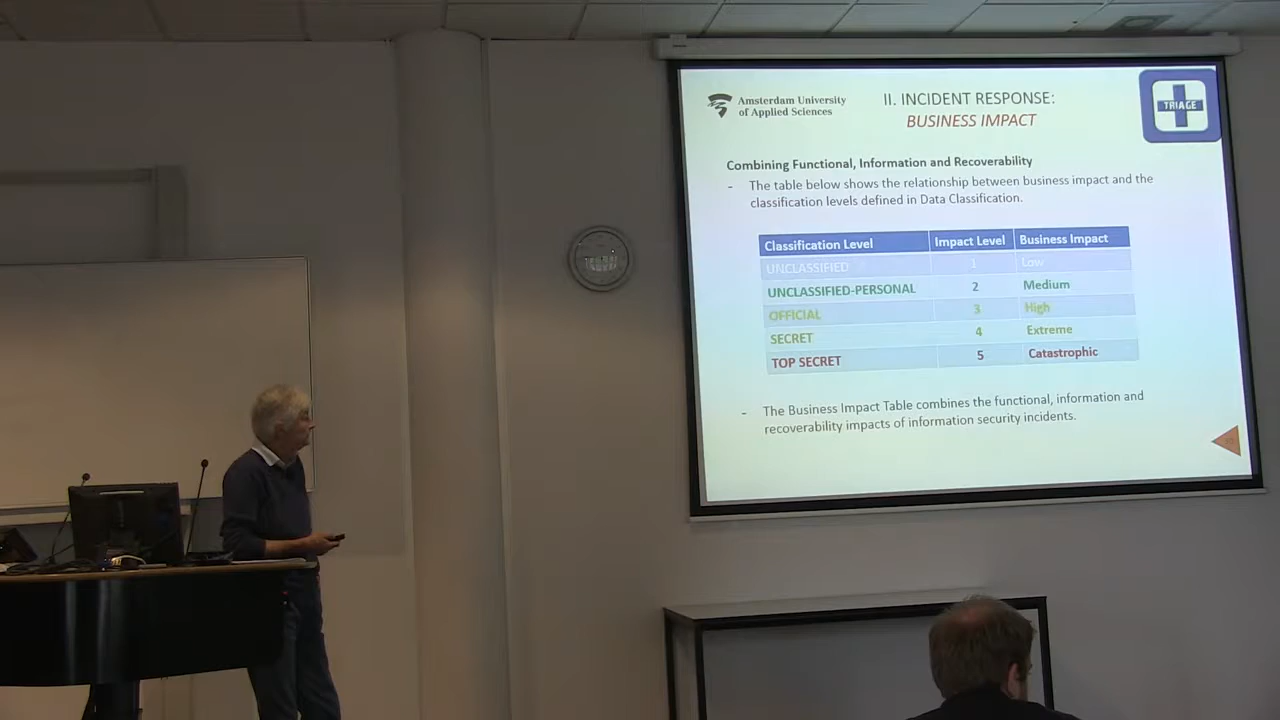 Amsterdam University
of Applied Sciences
II. INCIDENT RESPONSE:
BUSINESS IMPACT
TRIAGE
Combining Functional, Information and Recoverability
- The table below shows the relationship between business impact and the
classification levels defined in Data Classification.
Classification Level Impact Level Business Impact
UNCLASSIFIED 1 Low
UNCLASSIFIED-PERSONAL 2 Medium
OFFICIAL 3 High
SECRET 4 Extreme
TOP SECRET 5 Catastrophic
- The Business Impact Table combines the functional, information and
recoverability impacts of information security incidents.